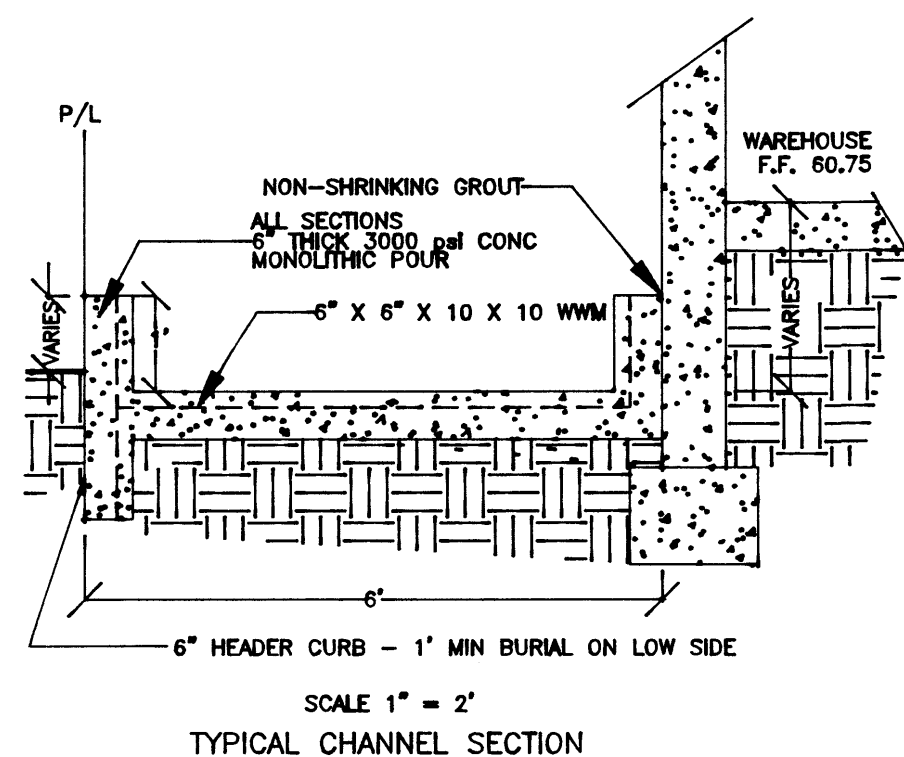 P/L
WAREHOUSE
F.F. 60.75
NON-SHRINKING GROUT
ALL SECTIONS
6" THICK 3000 psi CONC
MONOLITHIC POUR
6" X 6" X 10 X 10 WWM
VARIES
1'
VARIES
6'
6" HEADER CURB - 1' MIN BURIAL ON LOW SIDE
SCALE 1" = 2'
TYPICAL CHANNEL SECTION